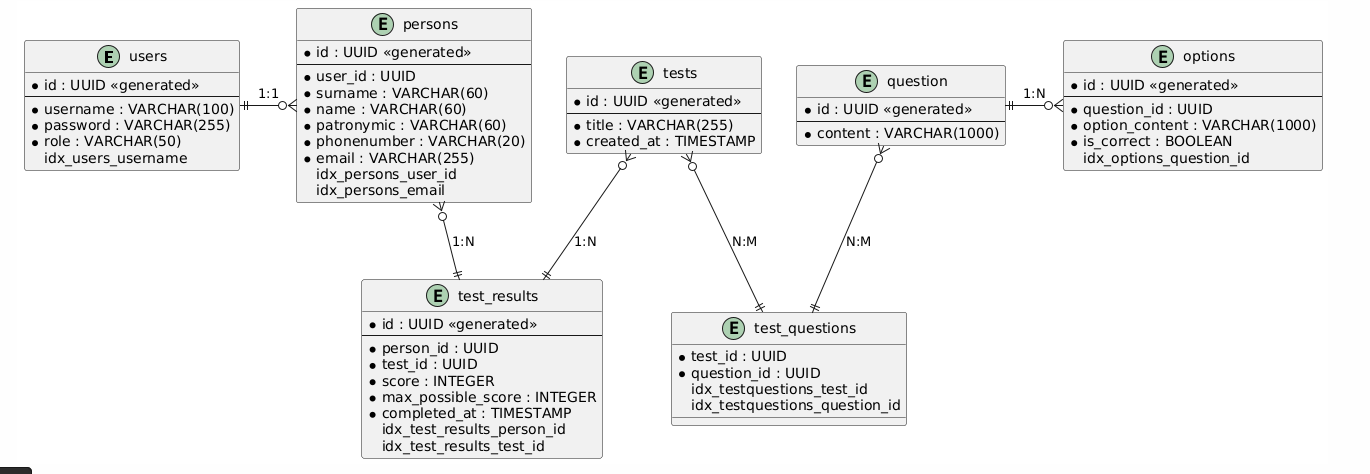 E users
* id : UUID «generated»
* username : VARCHAR(100)
* password : VARCHAR(255)
* role : VARCHAR(50)
idx_users_username
1:1
E persons
* id : UUID «generated»
* user_id : UUID
* surname : VARCHAR(60)
* name : VARCHAR(60)
* patronymic : VARCHAR(60)
* phonenumber : VARCHAR(20)
* email : VARCHAR(255)
idx_persons_user_id
idx_persons_email
E tests
* id : UUID «generated»
* title : VARCHAR(255)
* created_at : TIMESTAMP
E question
* id : UUID «generated»
* content : VARCHAR(1000)
1:N
E options
* id : UUID «generated»
* question_id : UUID
* option_content : VARCHAR(1000)
* is_correct : BOOLEAN
idx_options_question_id
1:N
1:N
N:M
N:M
E test_results
* id : UUID «generated»
* person_id : UUID
* test_id : UUID
* score : INTEGER
* max_possible_score : INTEGER
* completed_at : TIMESTAMP
idx_test_results_person_id
idx_test_results_test_id
E test_questions
* test_id : UUID
* question_id : UUID
idx_testquestions_test_id
idx_testquestions_question_id